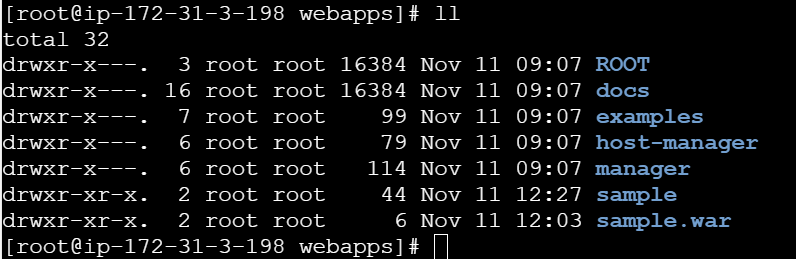 [root@ip-172-31-3-198 webapps]# ll
total 32
drwxr-x---.  3 root root 16384 Nov 11 09:07 ROOT
drwxr-x---. 16 root root 16384 Nov 11 09:07 docs
drwxr-x---.  7 root root    99 Nov 11 09:07 examples
drwxr-x---.  6 root root    79 Nov 11 09:07 host-manager
drwxr-x---.  6 root root   114 Nov 11 09:07 manager
drwxr-xr-x.  2 root root    44 Nov 11 12:27 sample
drwxr-xr-x.  2 root root     6 Nov 11 12:03 sample.war
[root@ip-172-31-3-198 webapps]#